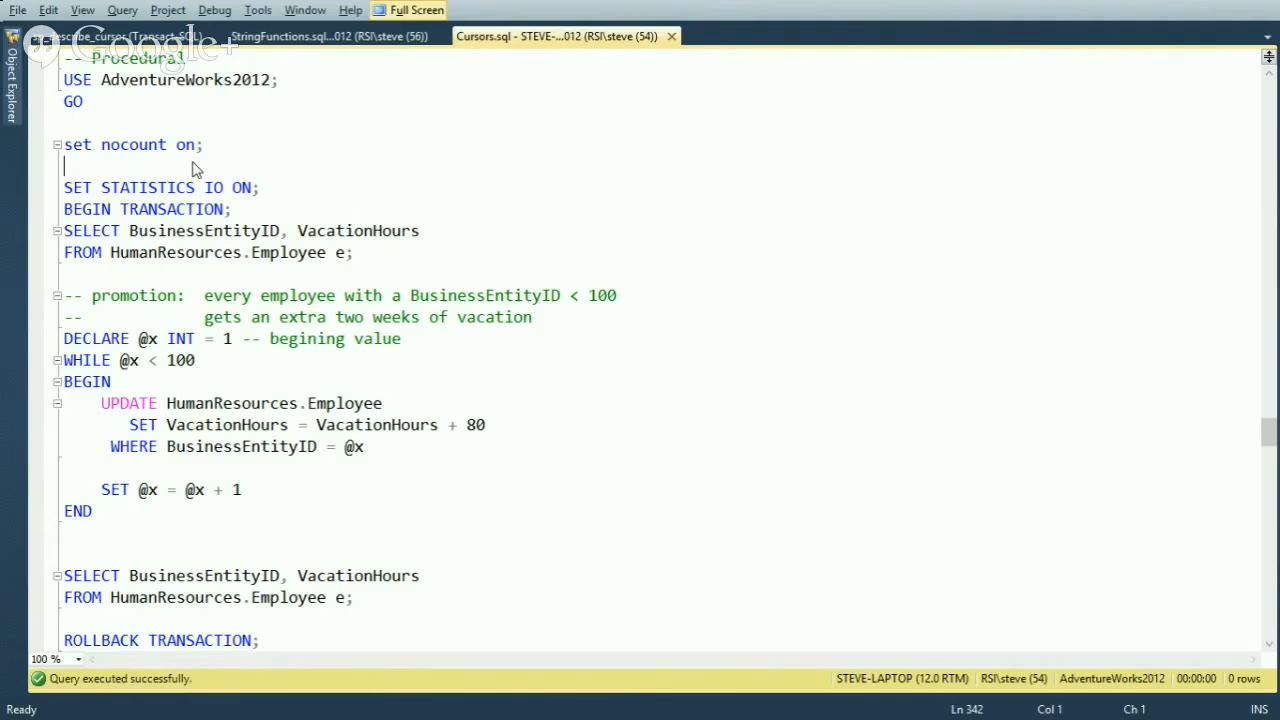 File Edit View Query Project Debug Tools Window Help Full Screen
sp_describe_cursor (Transact-SQL) StringFunctions.sql...012 (RSI\steve (56)) Cursors.sql - STEVE-...012 (RSI\steve (54)) ×
Google+
Object Explorer
-- Procedural
USE AdventureWorks2012;
GO
set nocount on;
SET STATISTICS IO ON;
BEGIN TRANSACTION;
SELECT BusinessEntityID, VacationHours
FROM HumanResources.Employee e;
-- promotion: every employee with a BusinessEntityID < 100
-- gets an extra two weeks of vacation
DECLARE @x INT = 1 -- begining value
WHILE @x < 100
BEGIN
UPDATE HumanResources.Employee
SET VacationHours = VacationHours + 80
WHERE BusinessEntityID = @x
SET @x = @x + 1
END
SELECT BusinessEntityID, VacationHours
FROM HumanResources.Employee e;
ROLLBACK TRANSACTION;
100 %
Query executed successfully. STEVE-LAPTOP (12.0 RTM) RSI\steve (54) AdventureWorks2012 00:00:00 0 rows
Ready Ln 342 Col 1 Ch 1 INS